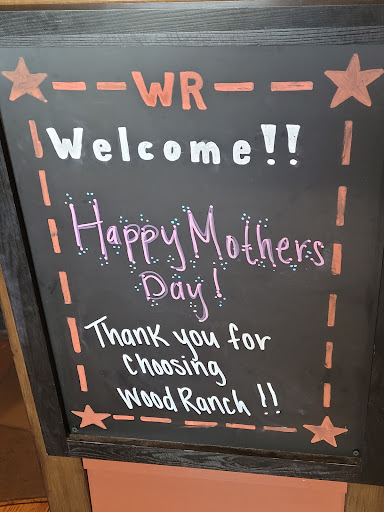 WR
Welcome!!
Happy Mothers
Day!
Thank you for
choosing
Wood Ranch!!